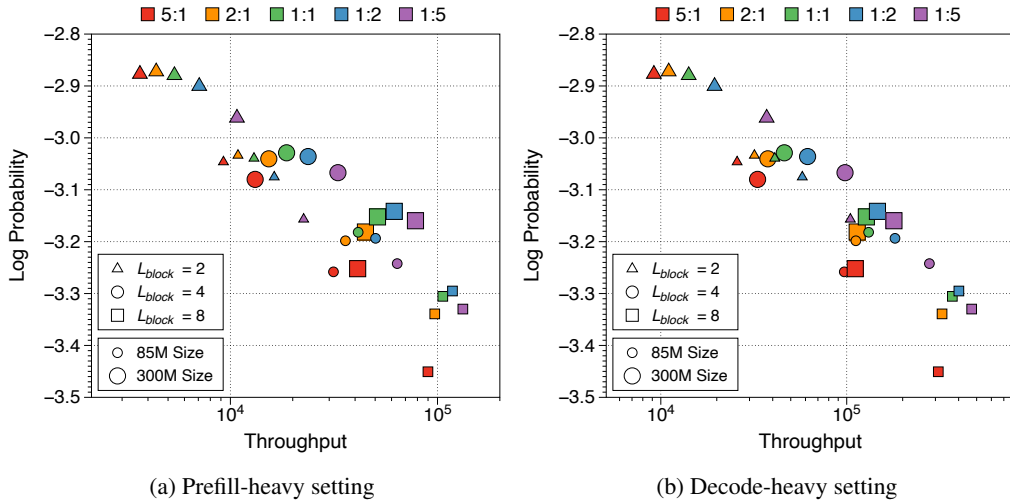 5:1 2:1 1:1 1:2 1:5
−2.8
−2.9
−3.0
−3.1
−3.2
−3.3
−3.4
−3.5
Log Probability
L_block = 2
L_block = 4
L_block = 8
85M Size
300M Size
10^4 10^5
Throughput
(a) Prefill-heavy setting
5:1 2:1 1:1 1:2 1:5
−2.8
−2.9
−3.0
−3.1
−3.2
−3.3
−3.4
−3.5
Log Probability
L_block = 2
L_block = 4
L_block = 8
85M Size
300M Size
10^4 10^5
Throughput
(b) Decode-heavy setting